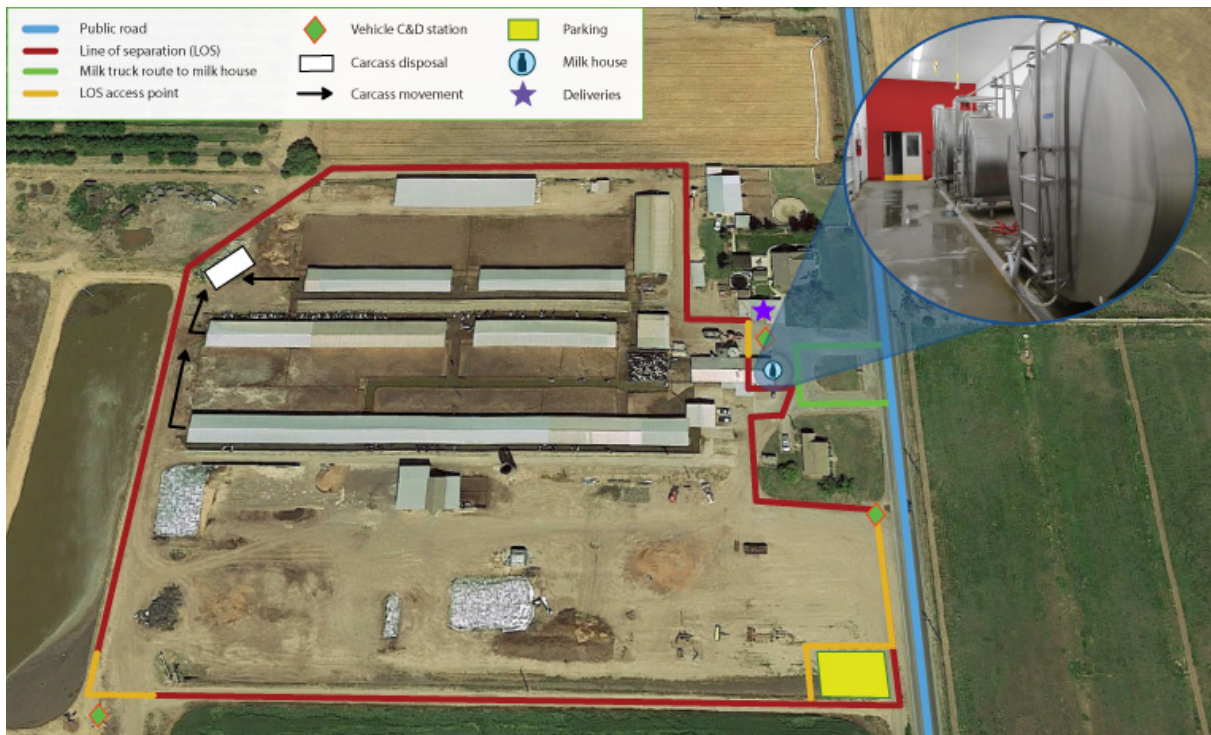 Public road
Line of separation (LOS)
Milk truck route to milk house
LOS access point
Vehicle C&D station
Carcass disposal
Carcass movement
Parking
Milk house
Deliveries